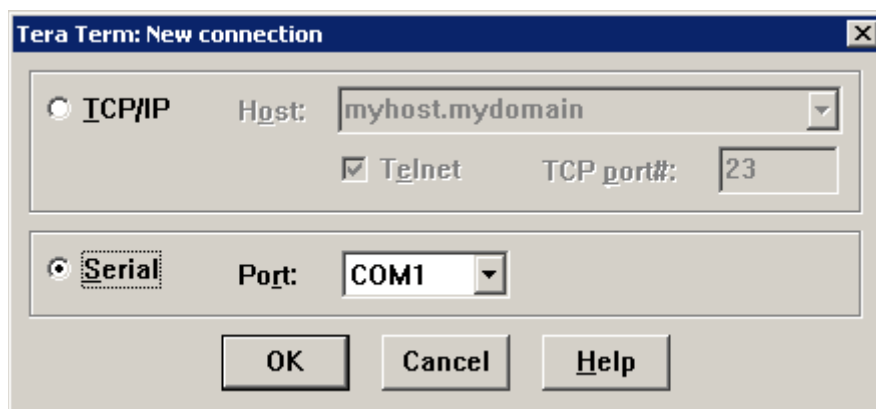 Tera Term: New connection
TCP/IP Host: myhost.mydomain
Telnet TCP port#: 23
Serial Port: COM1
OK Cancel Help